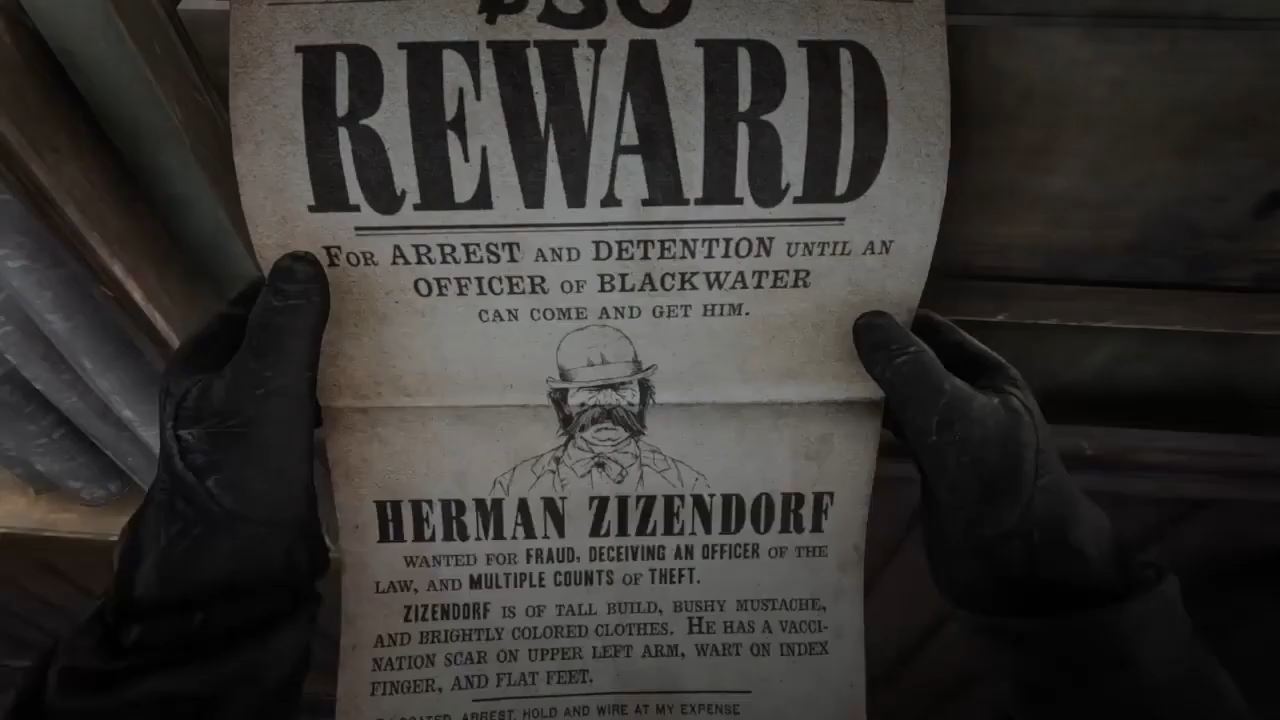 REWARD
FOR ARREST AND DETENTION UNTIL AN
OFFICER OF BLACKWATER
CAN COME AND GET HIM.
HERMAN ZIZENDORF
WANTED FOR FRAUD, DECEIVING AN OFFICER OF THE
LAW, AND MULTIPLE COUNTS OF THEFT.
ZIZENDORF IS OF TALL BUILD, BUSHY MUSTACHE,
AND BRIGHTLY COLORED CLOTHES. HE HAS A VACCI-
NATION SCAR ON UPPER LEFT ARM, WART ON INDEX
FINGER, AND FLAT FEET.
ARREST, HOLD AND WIRE AT MY EXPENSE